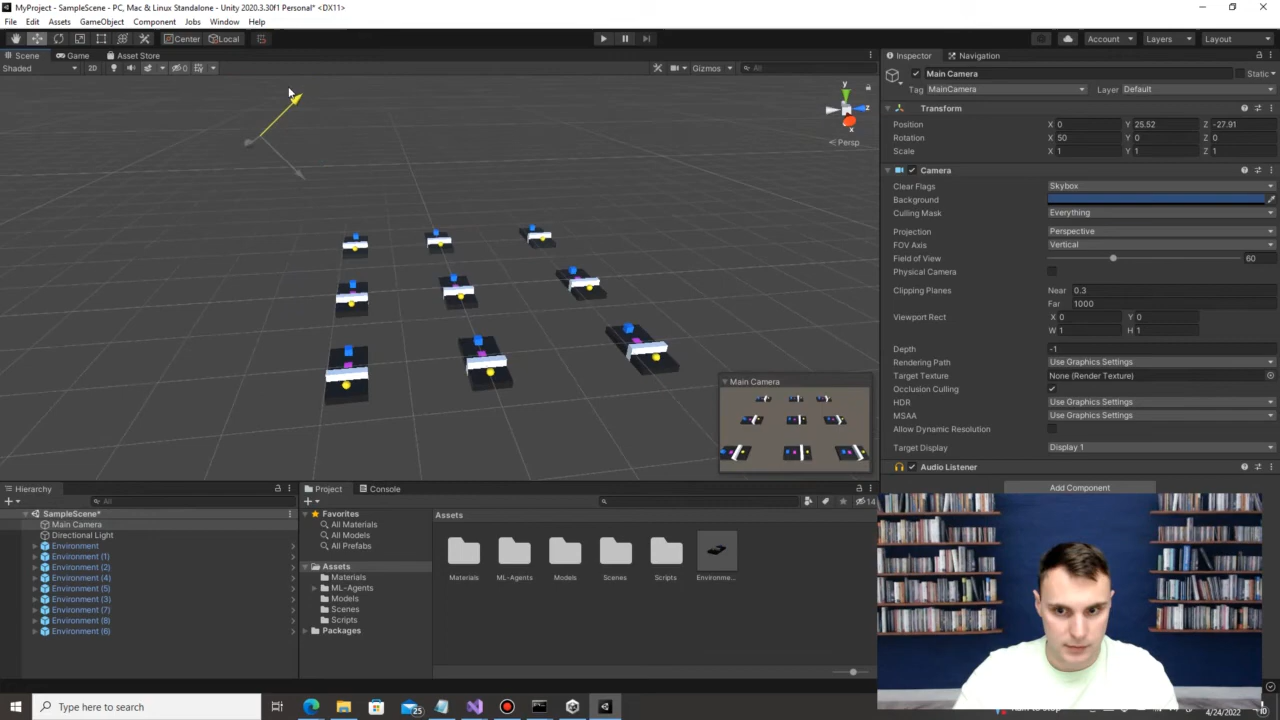 MyProject - SampleScene - PC, Mac & Linux Standalone - Unity 2020.3.30f1 Personal* <DX11>
File Edit Assets GameObject Component Jobs Window Help
Center Local
Account Layers Layout
Scene Game Asset Store
Shaded 2D 0 Gizmos All
y
z
x
Persp
Main Camera
Inspector Navigation
Main Camera Static
Tag MainCamera Layer Default
Transform
Position X 0 Y 25.52 Z -27.91
Rotation X 50 Y 0 Z 0
Scale X 1 Y 1 Z 1
Camera
Clear Flags Skybox
Background
Culling Mask Everything
Projection Perspective
FOV Axis Vertical
Field of View 60
Physical Camera
Clipping Planes Near 0.3
Far 1000
Viewport Rect X 0 Y 0
W 1 H 1
Depth -1
Rendering Path Use Graphics Settings
Target Texture None (Render Texture)
Occlusion Culling
HDR Use Graphics Settings
MSAA Use Graphics Settings
Allow Dynamic Resolution
Target Display Display 1
Audio Listener
Add Component
Hierarchy
All
SampleScene*
Main Camera
Directional Light
Environment
Environment (1)
Environment (2)
Environment (4)
Environment (5)
Environment (3)
Environment (7)
Environment (8)
Environment (6)
Project Console
14
Favorites
All Materials
All Models
All Prefabs
Assets
Materials
ML-Agents
Models
Scenes
Scripts
Packages
Assets
Materials ML-Agents Models Scenes Scripts Environme...
Type here to search
25
4/24/2022